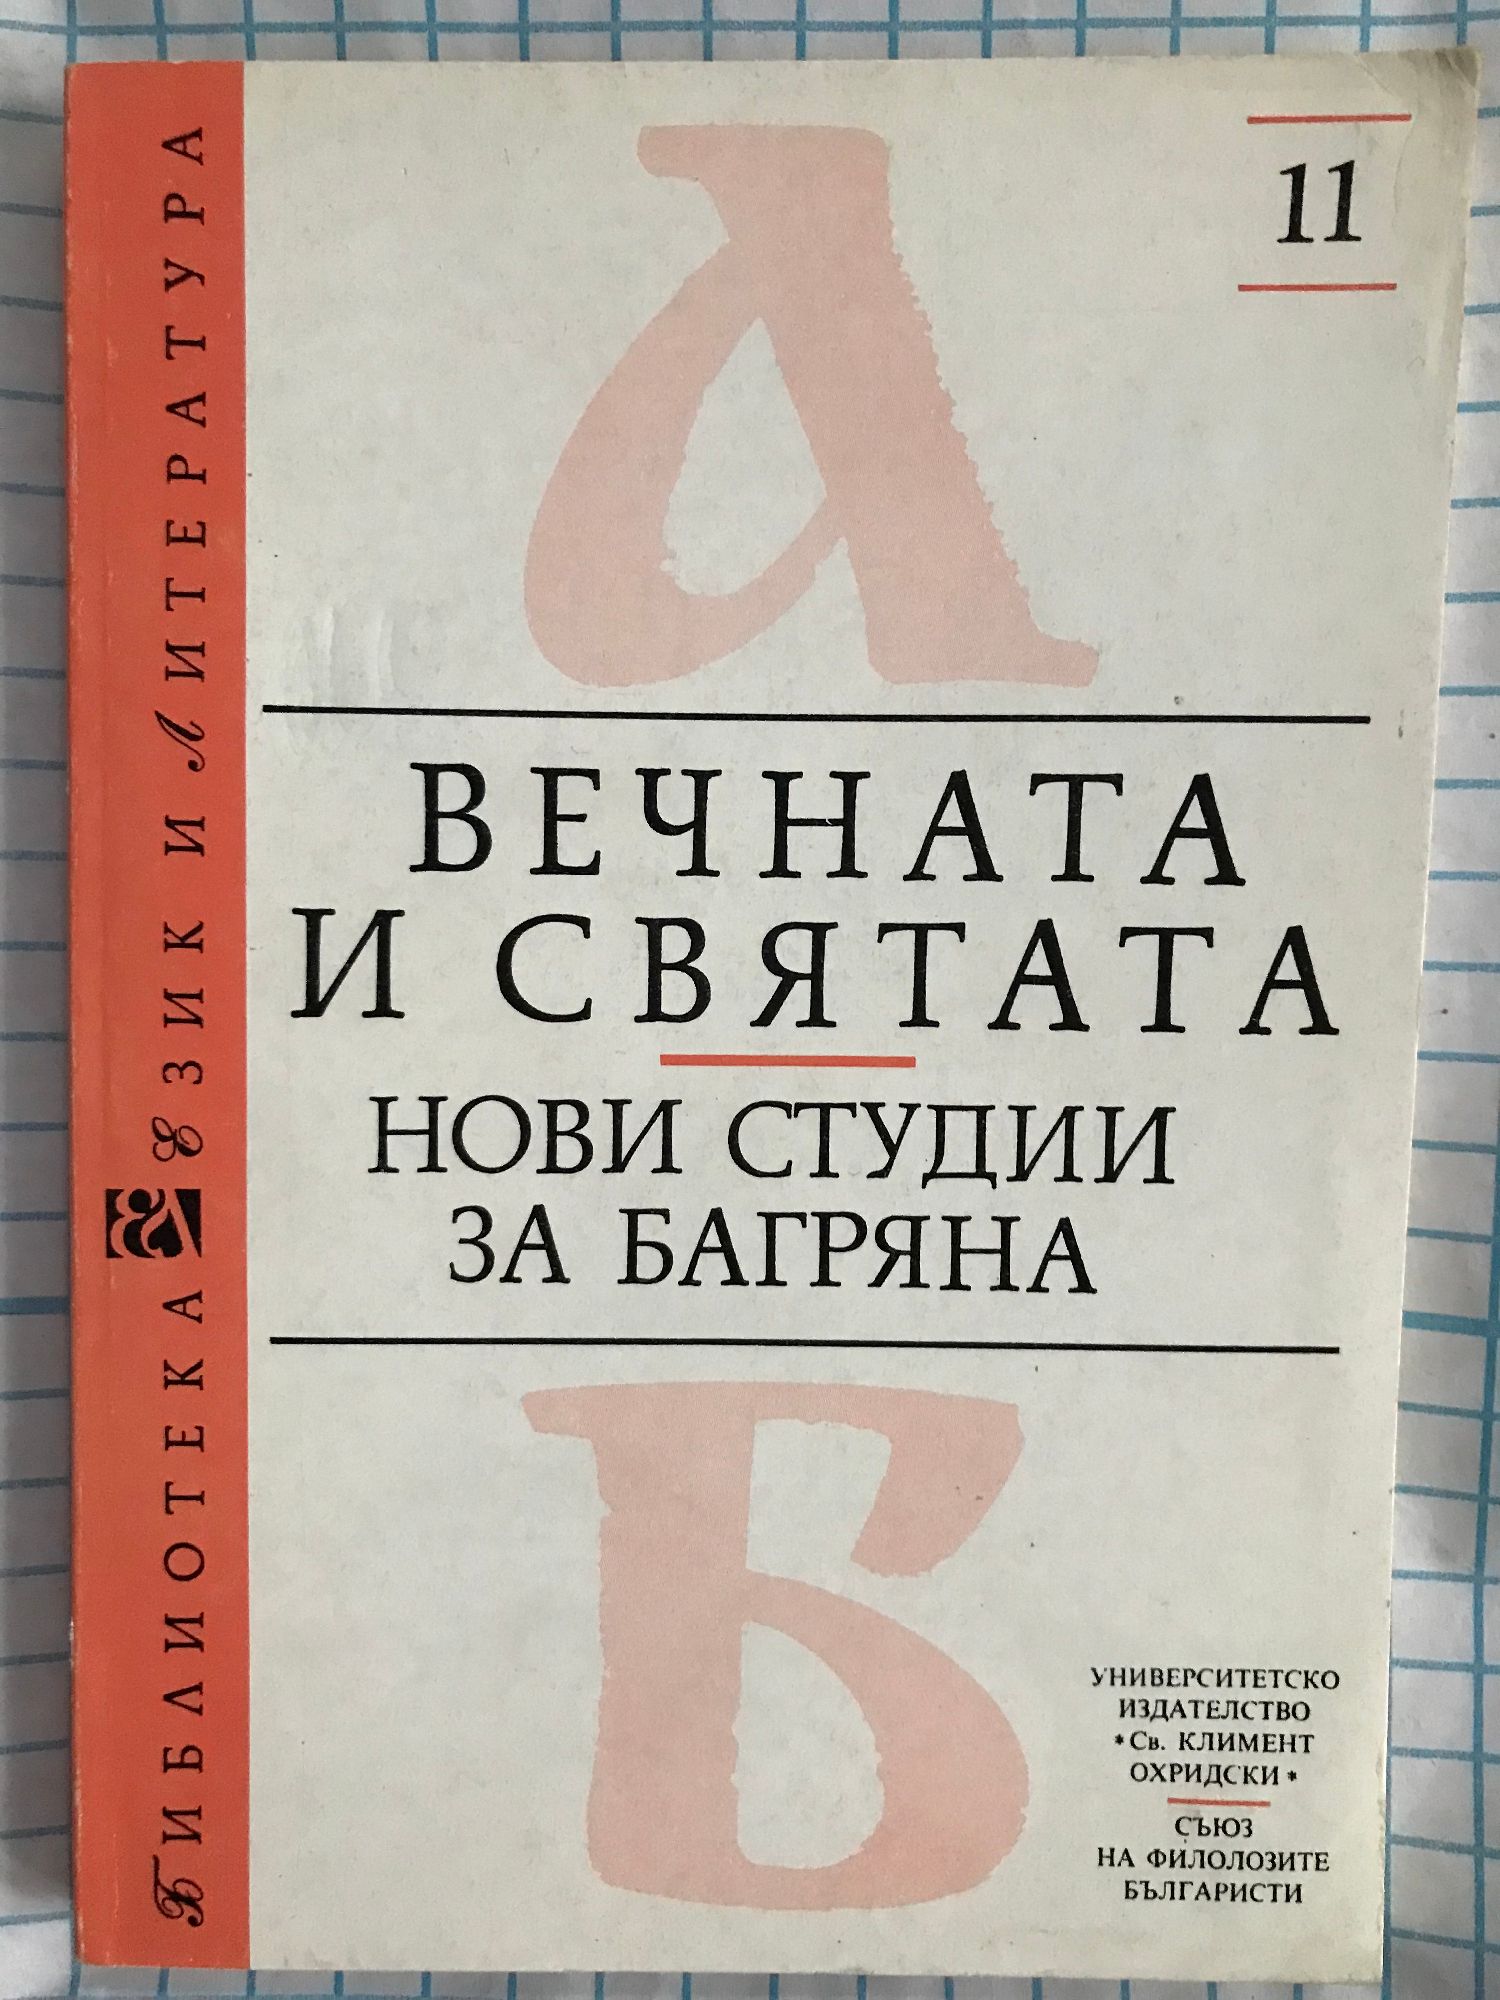 БИБЛИОТЕКА ЕЗИК И ЛИТЕРАТУРА
11
А
ВЕЧНАТА
И СВЯТАТА
НОВИ СТУДИИ
ЗА БАГРЯНА
Б
УНИВЕРСИТЕТСКО
ИЗДАТЕЛСТВО
*Св. КЛИМЕНТ
ОХРИДСКИ*
СЪЮЗ
НА ФИЛОЛОЗИТЕ
БЪЛГАРИСТИ